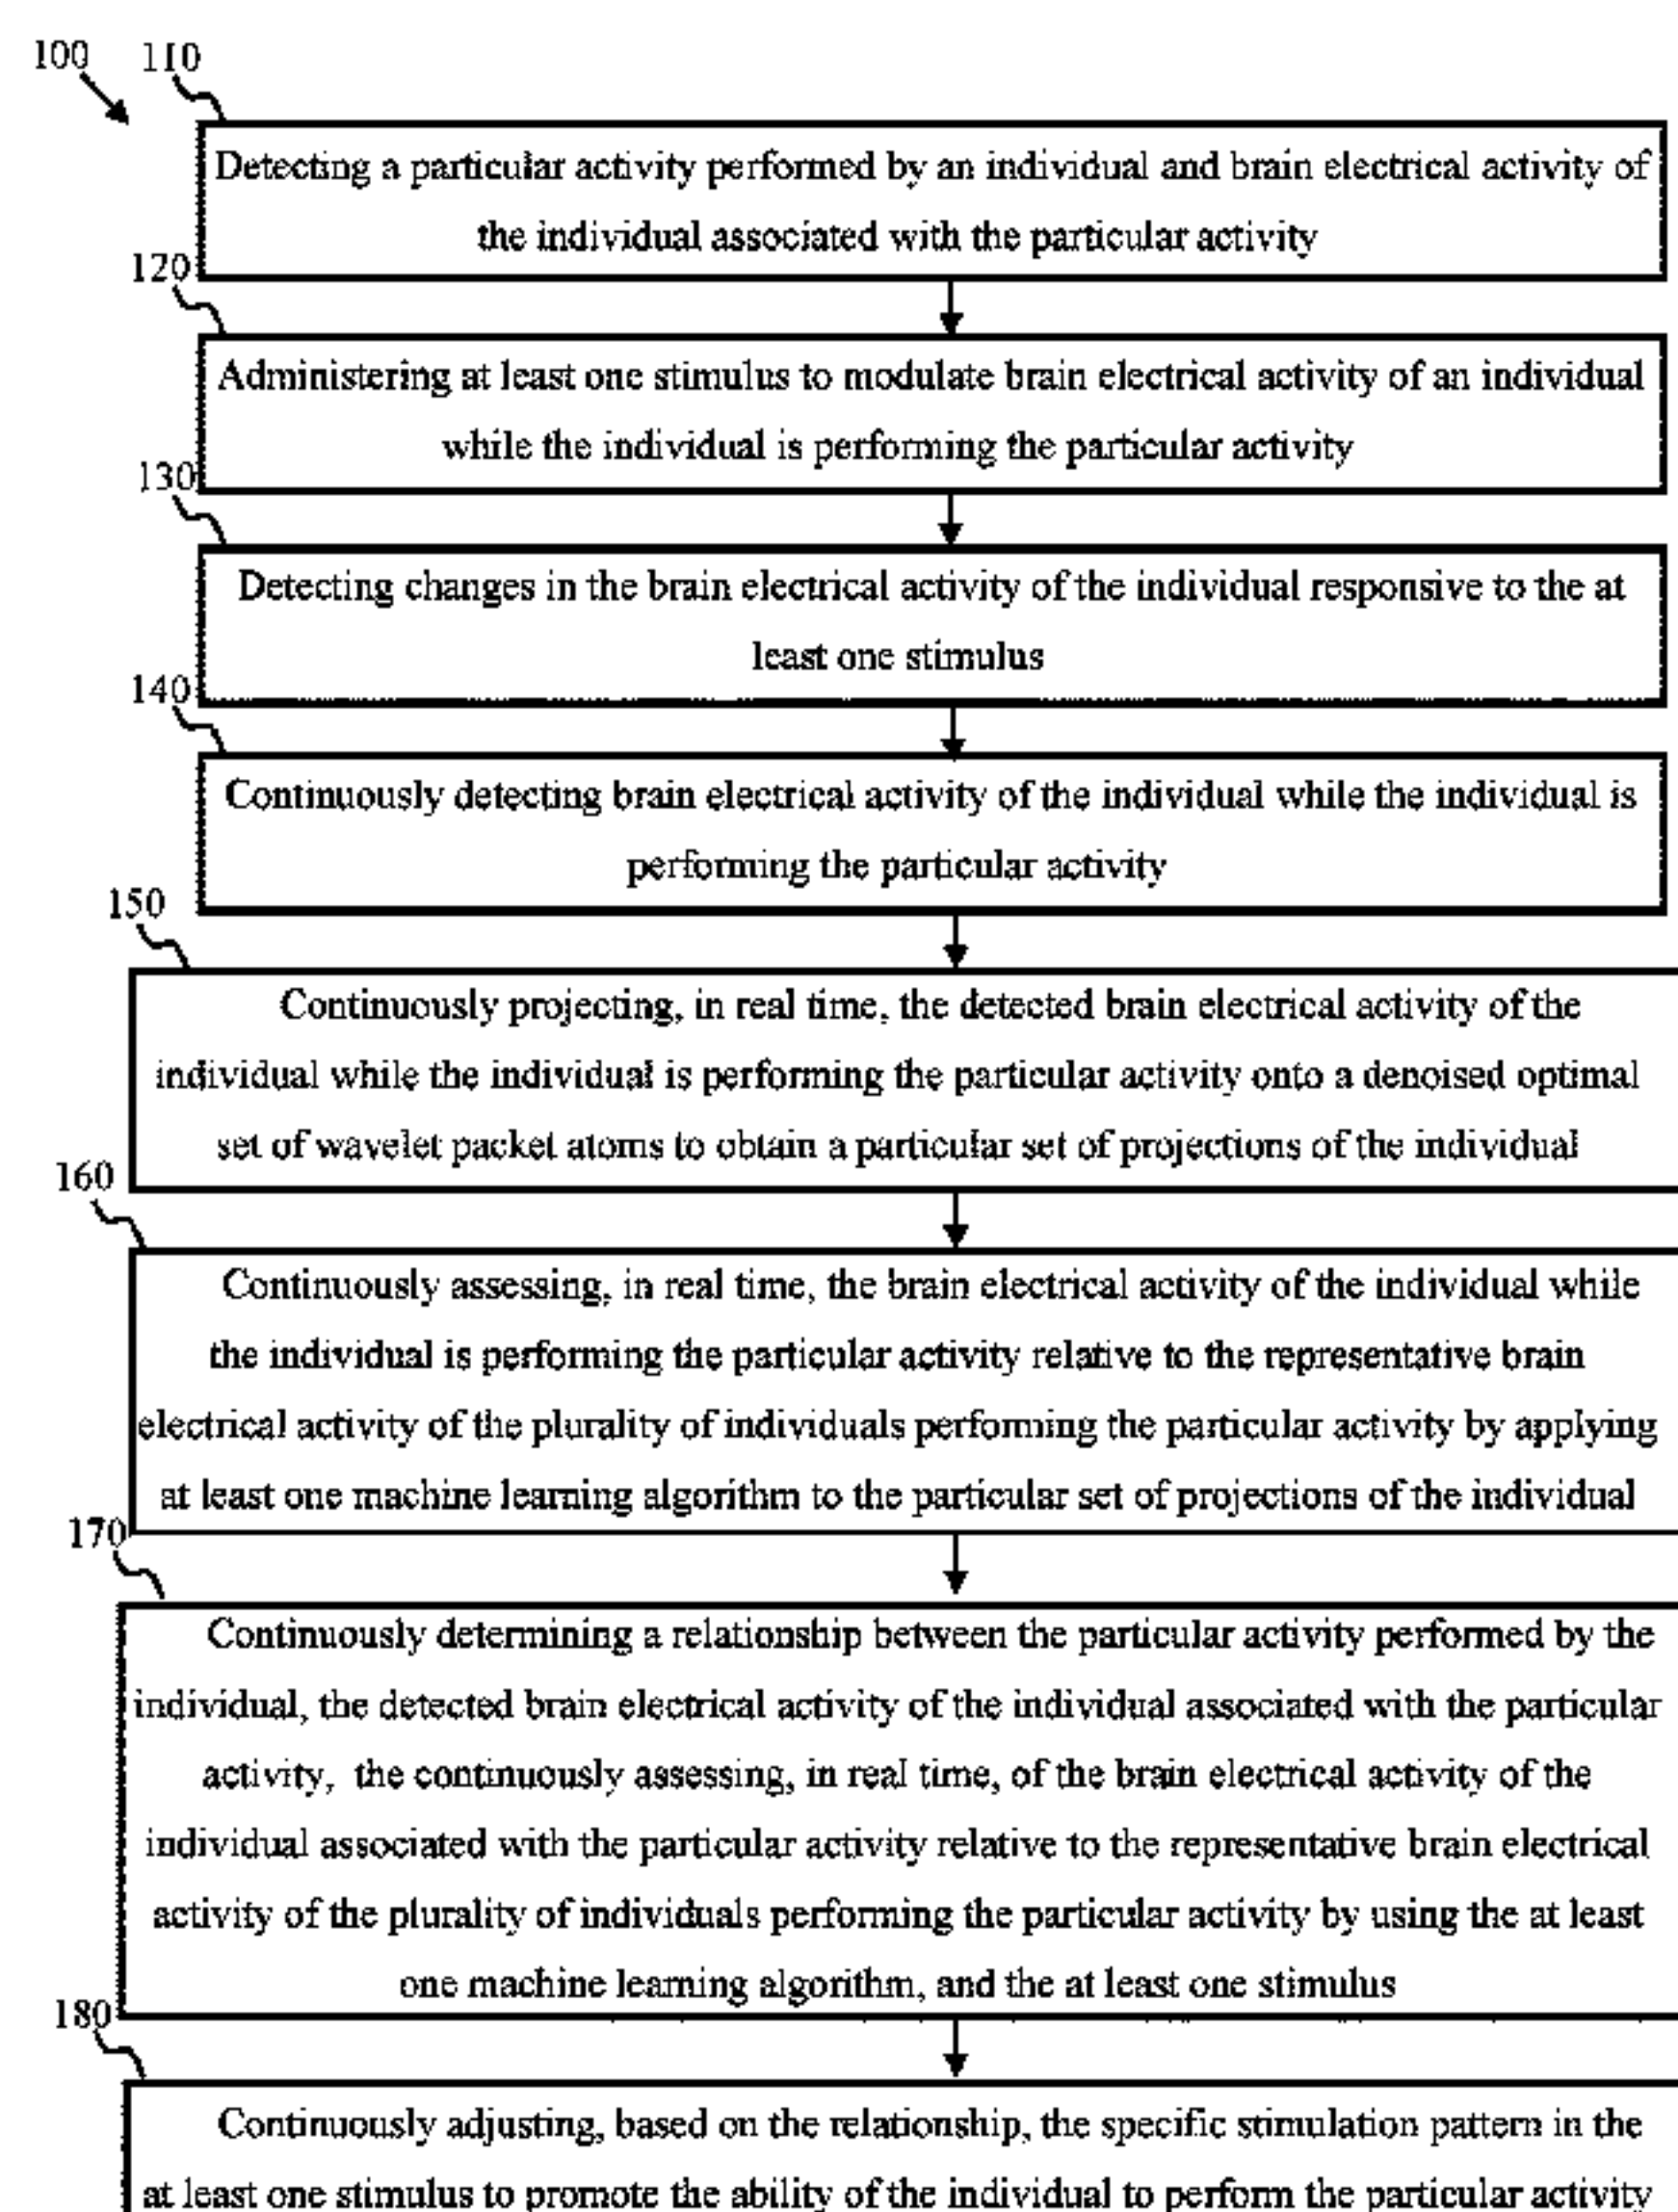 100 110
Detecting a particular activity performed by an individual and brain electrical activity of
the individual associated with the particular activity
120
Administering at least one stimulus to modulate brain electrical activity of an individual
while the individual is performing the particular activity
130
Detecting changes in the brain electrical activity of the individual responsive to the at
least one stimulus
140
Continuously detecting brain electrical activity of the individual while the individual is
performing the particular activity
150
Continuously projecting, in real time, the detected brain electrical activity of the
individual while the individual is performing the particular activity onto a denoised optimal
set of wavelet packet atoms to obtain a particular set of projections of the individual
160
Continuously assessing, in real time, the brain electrical activity of the individual while
the individual is performing the particular activity relative to the representative brain
electrical activity of the plurality of individuals performing the particular activity by applying
at least one machine learning algorithm to the particular set of projections of the individual
170
Continuously determining a relationship between the particular activity performed by the
individual, the detected brain electrical activity of the individual associated with the particular
activity, the continuously assessing, in real time, of the brain electrical activity of the
individual associated with the particular activity relative to the representative brain electrical
activity of the plurality of individuals performing the particular activity by using the at least
one machine learning algorithm, and the at least one stimulus
180
Continuously adjusting, based on the relationship, the specific stimulation pattern in the
at least one stimulus to promote the ability of the individual to perform the particular activity